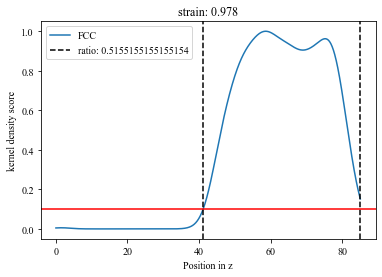 strain: 0.978
FCC
ratio: 0.5155155155155154
1.0
0.8
0.6
0.4
0.2
0.0
kernel density score
0 20 40 60 80
Position in z